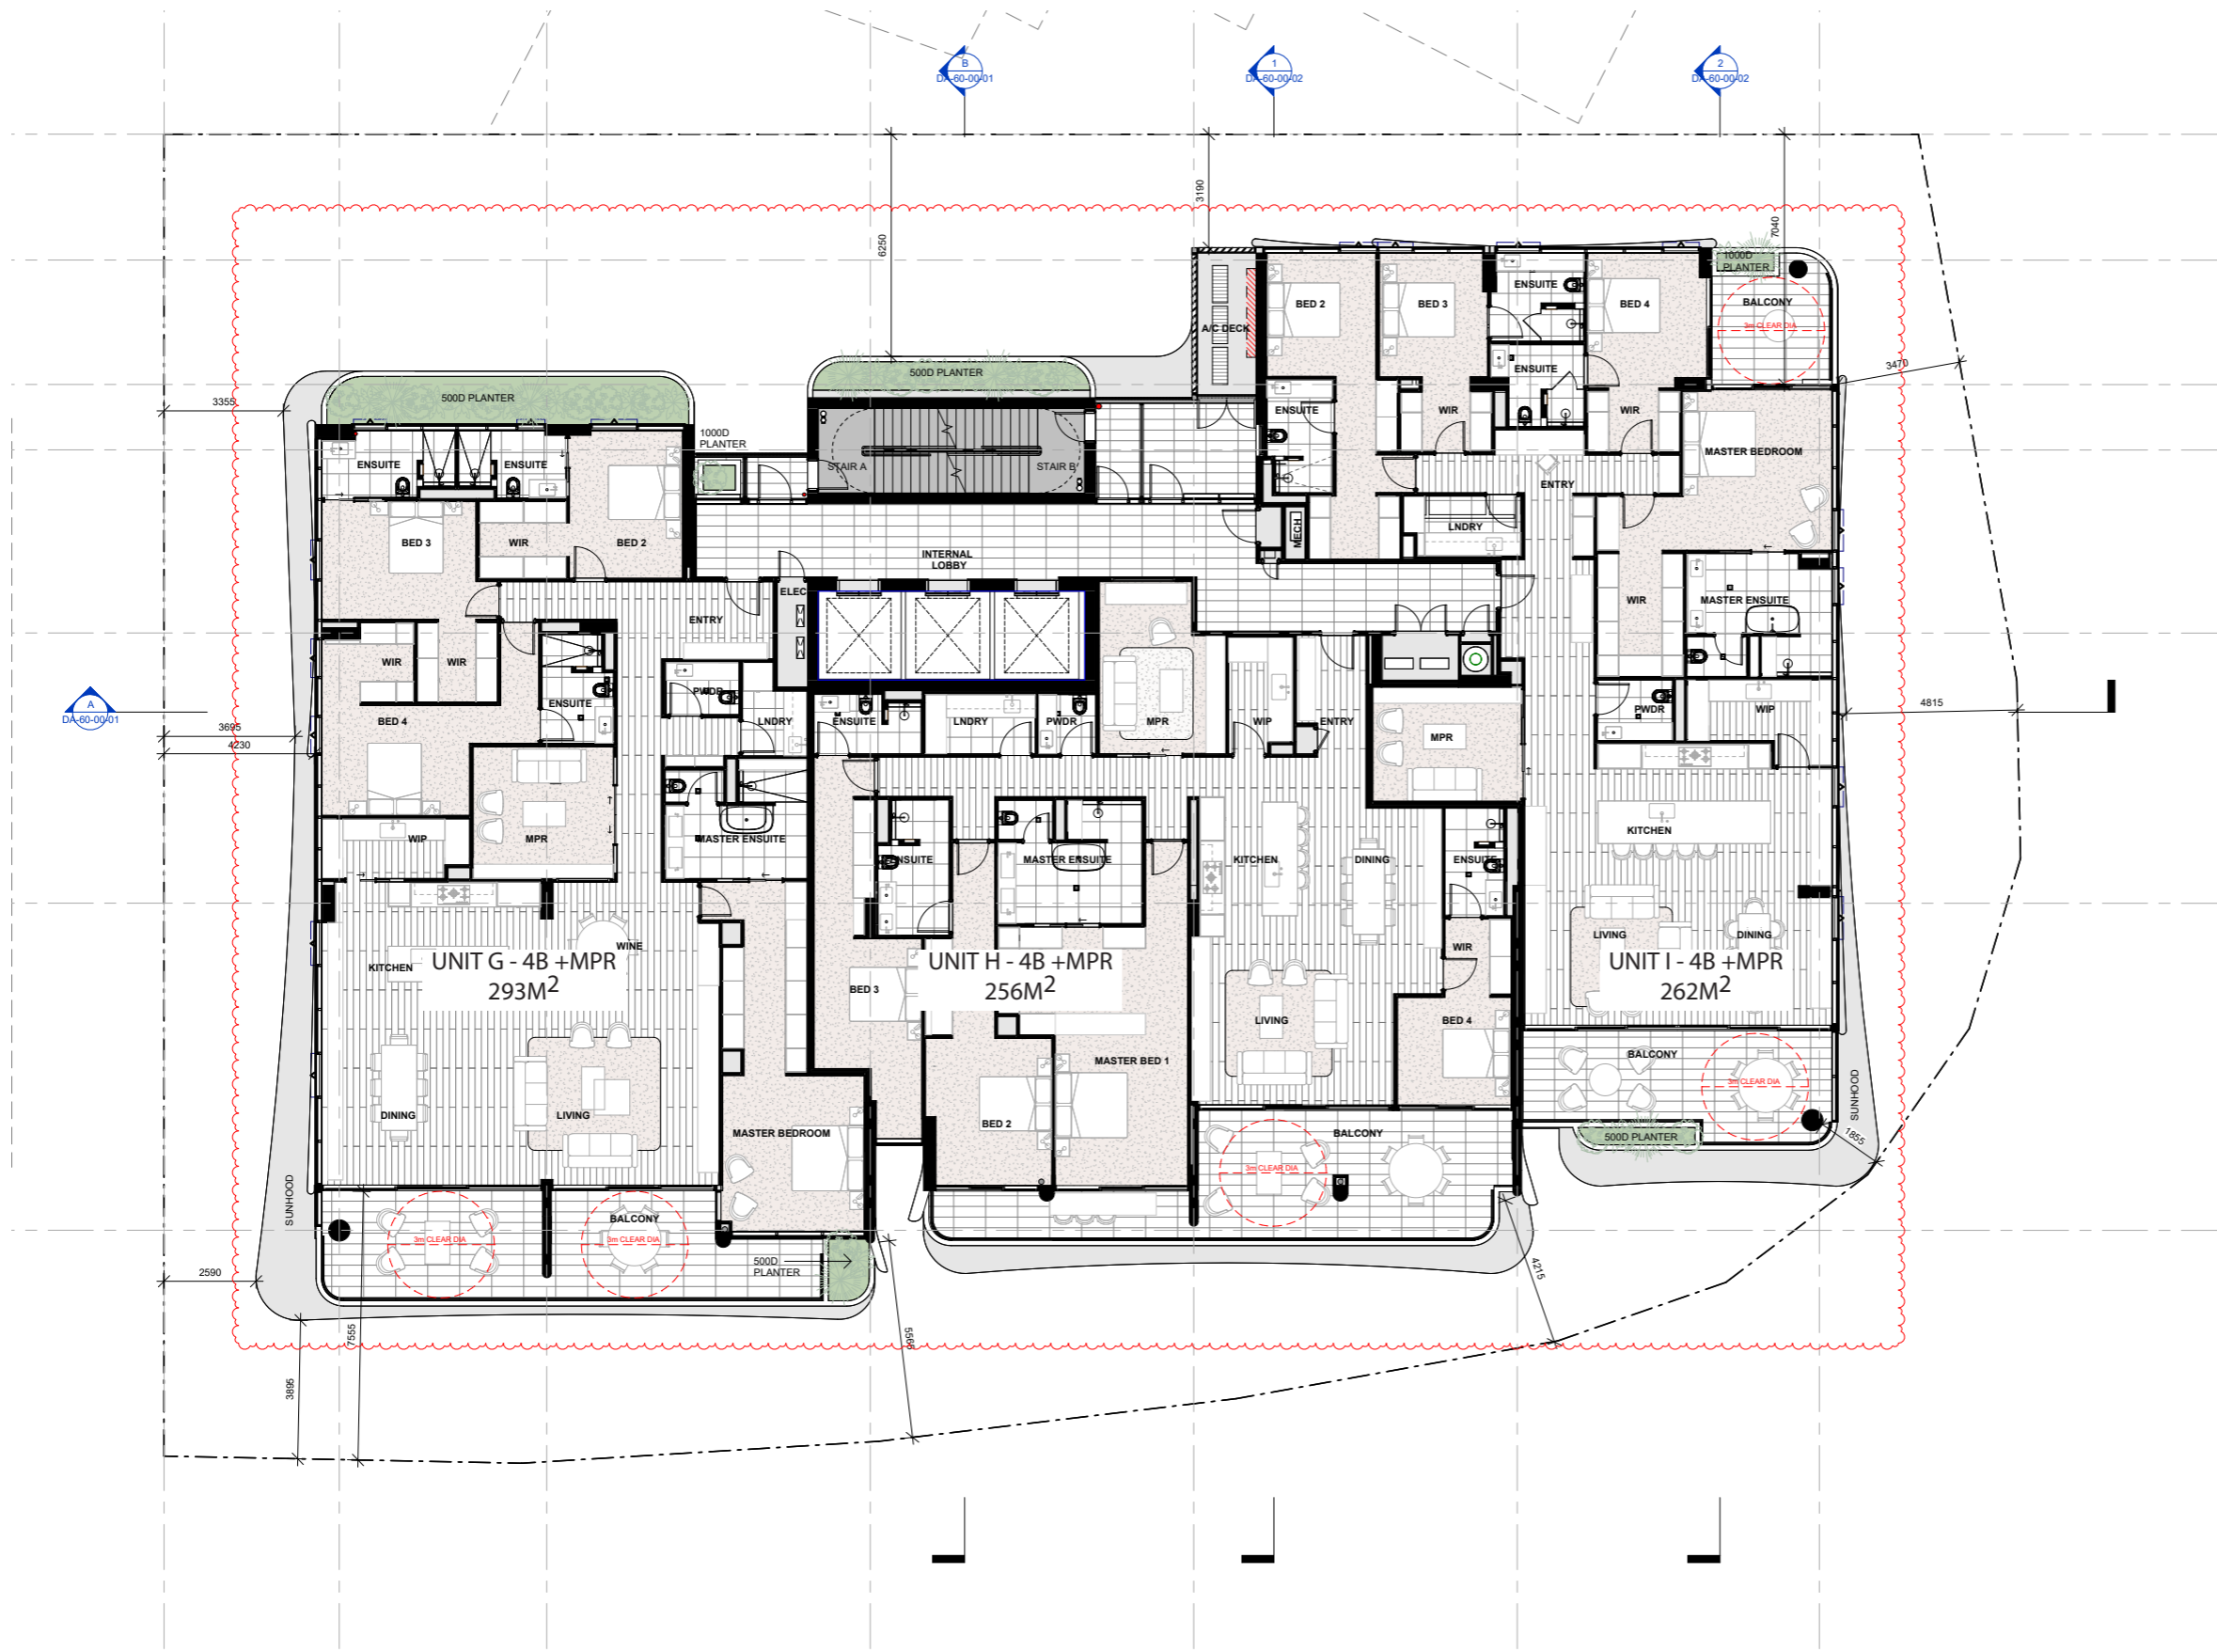 B
DA-60-00-01
1
DA-60-00-02
2
DA-60-00-02
3190
6250
7040
1000D
PLANTER
BED 2
BED 3
ENSUITE
BED 4
BALCONY
3m CLEAR DIA
A/C DECK
3470
500D PLANTER
ENSUITE
500D PLANTER
3355
ENSUITE
WIR
WIR
1000D
PLANTER
MASTER BEDROOM
ENSUITE
ENSUITE
STAIR A
STAIR B
ENTRY
LNDRY
MECH
BED 3
WIR
BED 2
INTERNAL
LOBBY
ELEC
WIR
MASTER ENSUITE
ENTRY
WIR
WIR
PWDR
A
DA-60-00-01
ENSUITE
BED 4
LNDRY
ENSUITE
LNDRY
PWDR
MPR
WIP
ENTRY
MPR
PWDR
WIP
4815
3695
4230
WIP
MPR
MASTER ENSUITE
ENSUITE
MASTER ENSUITE
KITCHEN
DINING
ENSUITE
KITCHEN
WINE
WIR
LIVING
DINING
KITCHEN
UNIT G - 4B +MPR
293M2
UNIT H - 4B +MPR
256M2
UNIT I - 4B +MPR
262M2
BED 3
LIVING
BED 4
MASTER BED 1
BALCONY
3m CLEAR DIA
SUNHOOD
DINING
LIVING
MASTER BEDROOM
BED 2
BALCONY
500D PLANTER
1855
3m CLEAR DIA
SUNHOOD
BALCONY
3m CLEAR DIA
3m CLEAR DIA
500D
PLANTER
2590
4215
7555
5566
3895